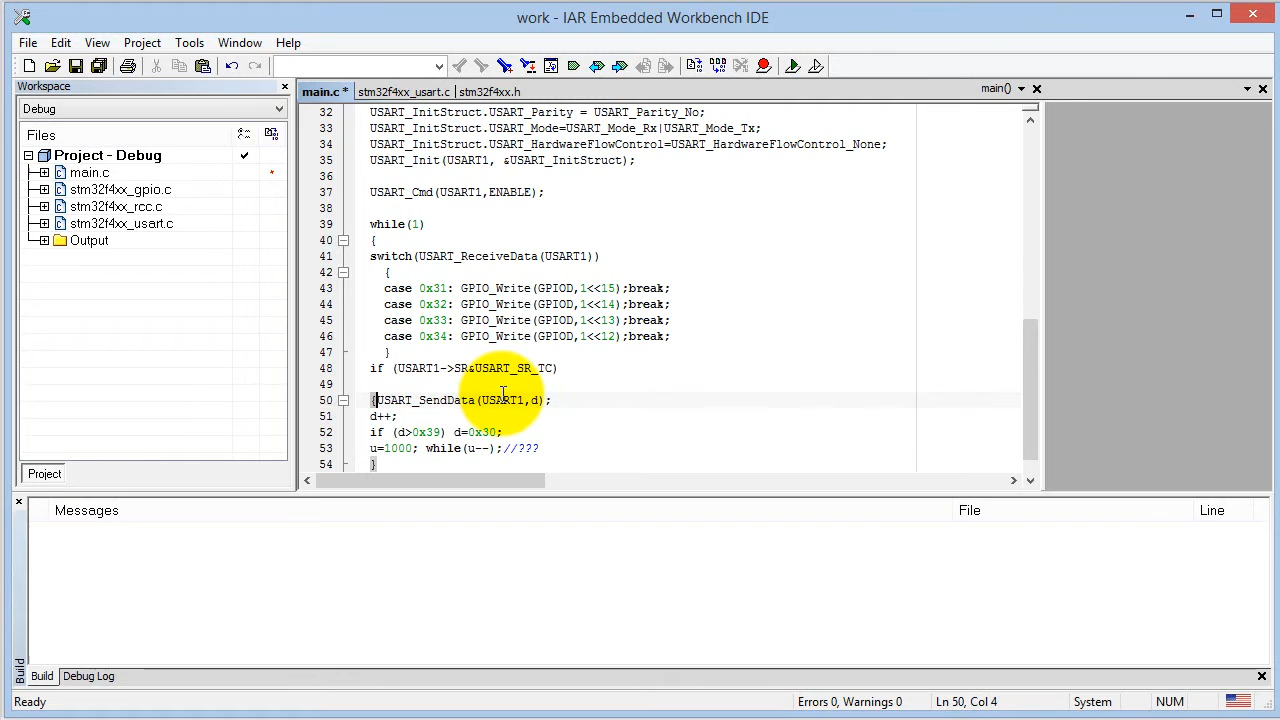 work - IAR Embedded Workbench IDE
File Edit View Project Tools Window Help
Workspace
Debug
Files
Project - Debug
main.c
stm32f4xx_gpio.c
stm32f4xx_rcc.c
stm32f4xx_usart.c
Output
Project
main.c * stm32f4xx_usart.c stm32f4xx.h main()
32 USART_InitStruct.USART_Parity = USART_Parity_No;
33 USART_InitStruct.USART_Mode=USART_Mode_Rx|USART_Mode_Tx;
34 USART_InitStruct.USART_HardwareFlowControl=USART_HardwareFlowControl_None;
35 USART_Init(USART1, &USART_InitStruct);
36
37 USART_Cmd(USART1,ENABLE);
38
39 while(1)
40 {
41 switch(USART_ReceiveData(USART1))
42 {
43 case 0x31: GPIO_Write(GPIOD,1<<15);break;
44 case 0x32: GPIO_Write(GPIOD,1<<14);break;
45 case 0x33: GPIO_Write(GPIOD,1<<13);break;
46 case 0x34: GPIO_Write(GPIOD,1<<12);break;
47 }
48 if (USART1->SR&USART_SR_TC)
49
50 {USART_SendData(USART1,d);
51 d++;
52 if (d>0x39) d=0x30;
53 u=1000; while(u--);//???
54 }
Messages File Line
Build
Build Debug Log
Ready Errors 0, Warnings 0 Ln 50, Col 4 System NUM